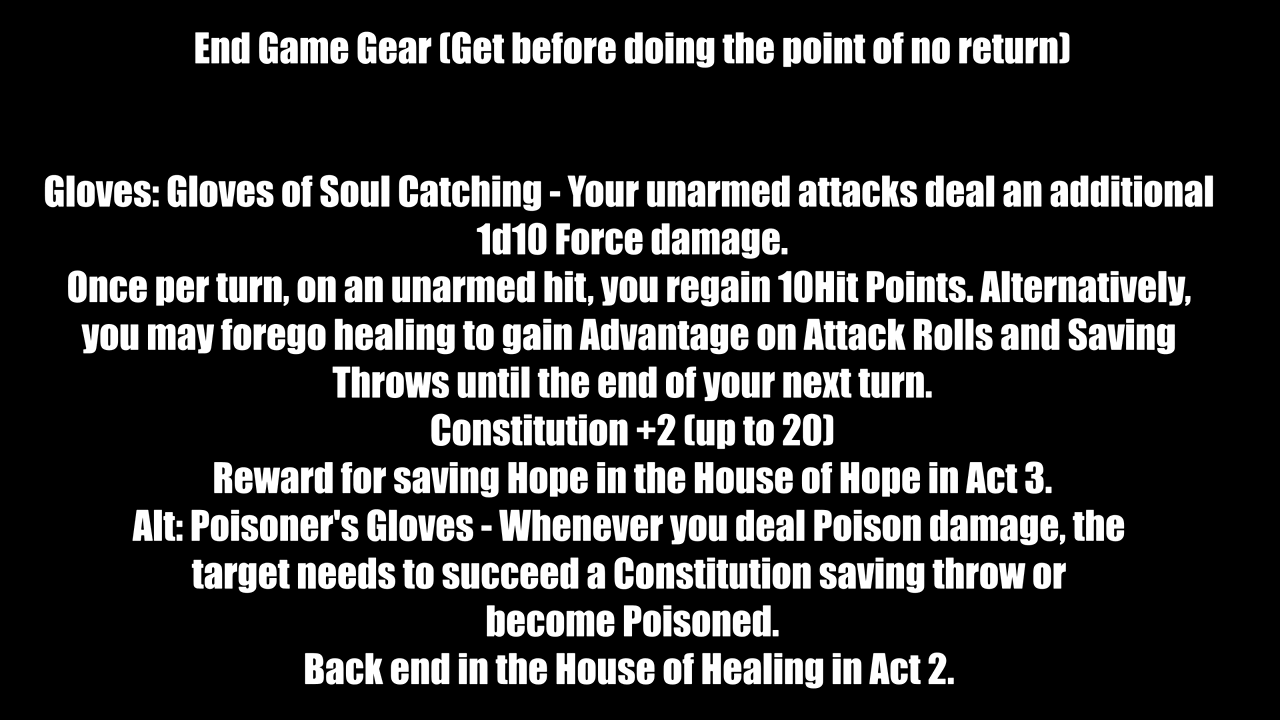 End Game Gear (Get before doing the point of no return)
Gloves: Gloves of Soul Catching - Your unarmed attacks deal an additional
1d10 Force damage.
Once per turn, on an unarmed hit, you regain 10Hit Points. Alternatively,
you may forego healing to gain Advantage on Attack Rolls and Saving
Throws until the end of your next turn.
Constitution +2 (up to 20)
Reward for saving Hope in the House of Hope in Act 3.
Alt: Poisoner's Gloves - Whenever you deal Poison damage, the
target needs to succeed a Constitution saving throw or
become Poisoned.
Back end in the House of Healing in Act 2.